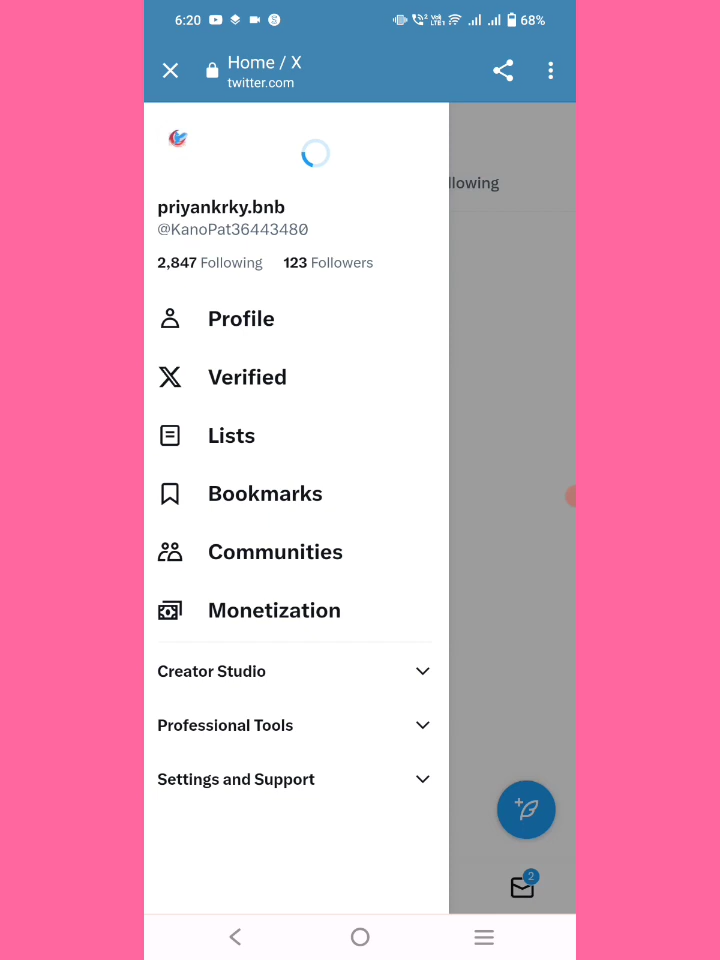 6:20
68%
Home / X
twitter.com
llowing
priyankrky.bnb
@KanoPat36443480
2,847 Following 123 Followers
Profile
Verified
Lists
Bookmarks
Communities
Monetization
Creator Studio
Professional Tools
Settings and Support
2